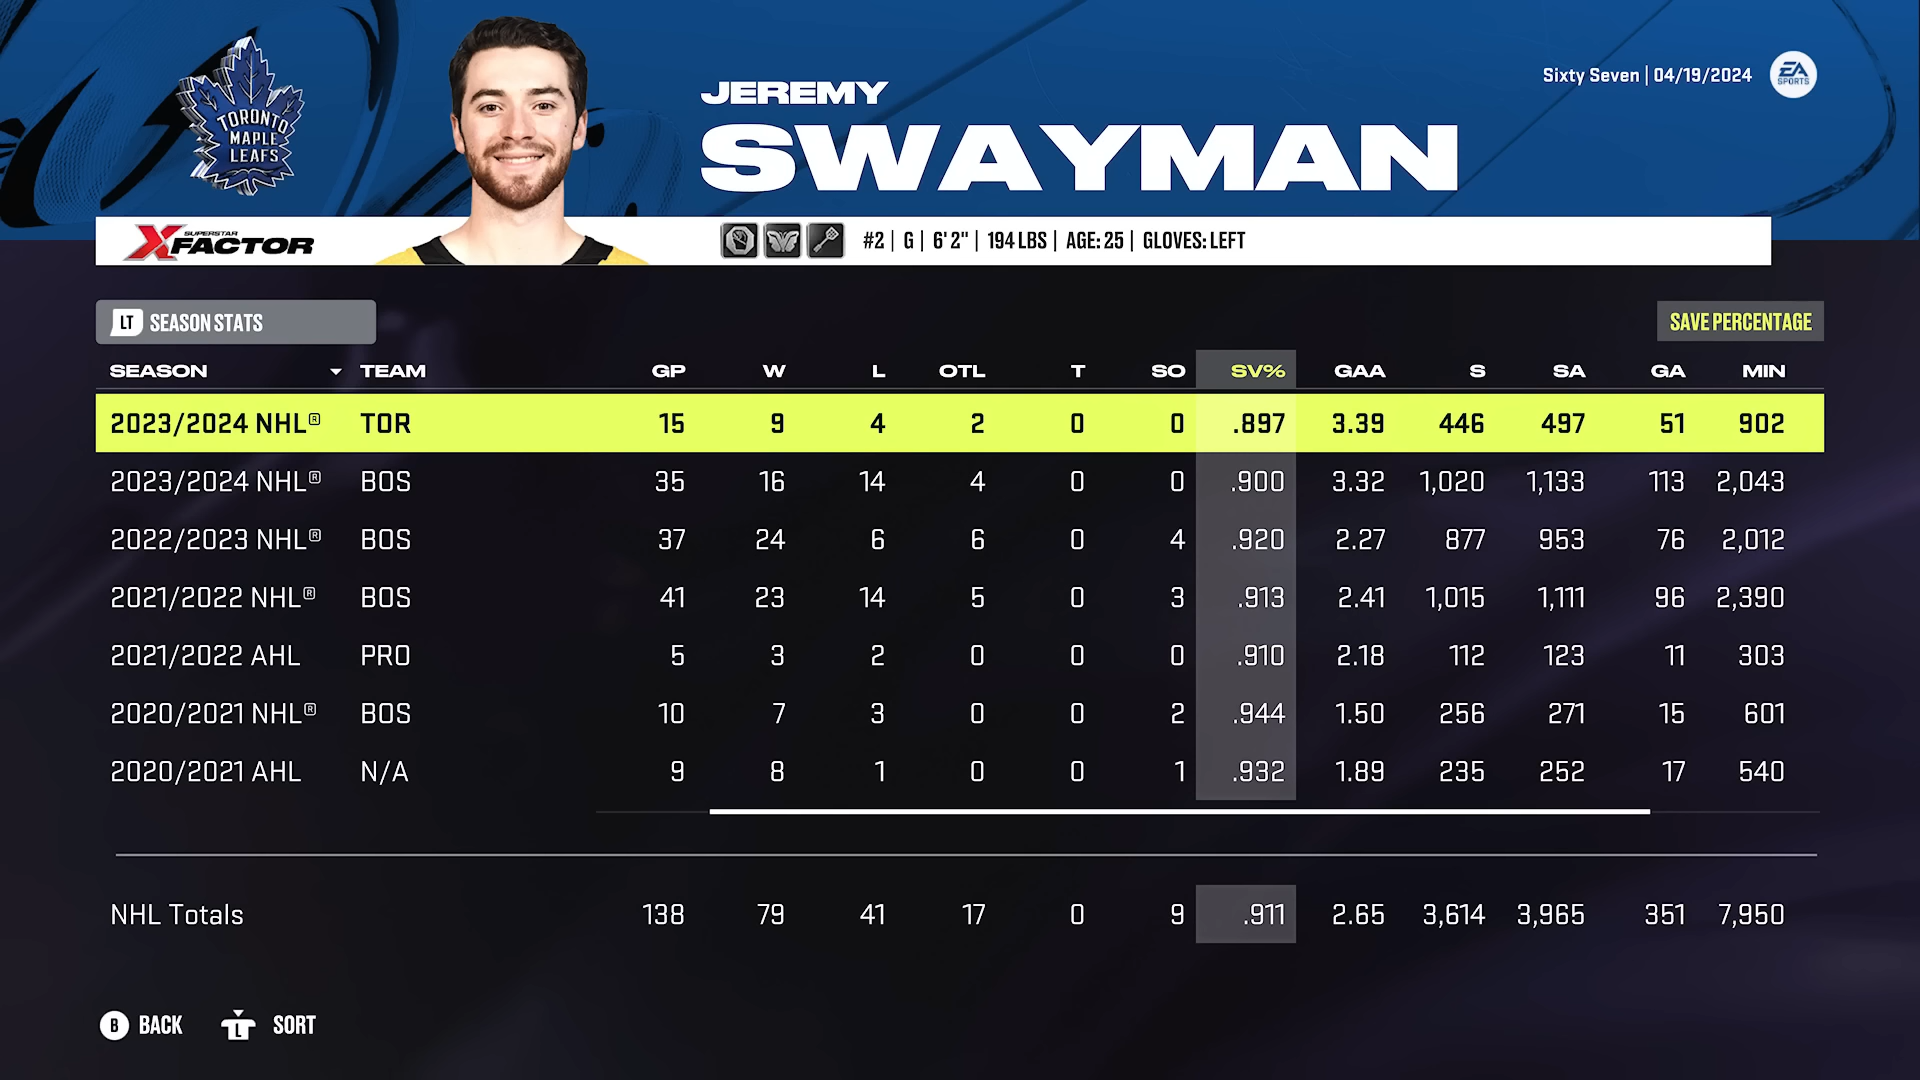 TORONTO
MAPLE
LEAFS
JEREMY
SWAYMAN
Sixty Seven | 04/19/2024
EA
SPORTS
SUPERSTAR
XFACTOR
#2 | G | 6' 2" | 194 LBS | AGE: 25 | GLOVES: LEFT
LT SEASON STATS
SAVE PERCENTAGE
SEASON TEAM GP W L OTL T SO SV% GAA S SA GA MIN
2023/2024 NHL® TOR 15 9 4 2 0 0 .897 3.39 446 497 51 902
2023/2024 NHL® BOS 35 16 14 4 0 0 .900 3.32 1,020 1,133 113 2,043
2022/2023 NHL® BOS 37 24 6 6 0 4 .920 2.27 877 953 76 2,012
2021/2022 NHL® BOS 41 23 14 5 0 3 .913 2.41 1,015 1,111 96 2,390
2021/2022 AHL PRO 5 3 2 0 0 0 .910 2.18 112 123 11 303
2020/2021 NHL® BOS 10 7 3 0 0 2 .944 1.50 256 271 15 601
2020/2021 AHL N/A 9 8 1 0 0 1 .932 1.89 235 252 17 540
NHL Totals 138 79 41 17 0 9 .911 2.65 3,614 3,965 351 7,950
B BACK L SORT